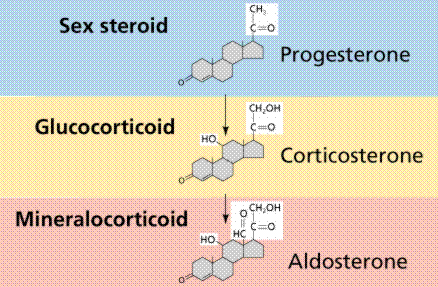 Sex steroid
CH₃
C=O
O
Progesterone
Glucocorticoid
CH₂OH
C=O
HO
O
Corticosterone
Mineralocorticoid
CH₂OH
O
C=O
HC
HO
O
Aldosterone